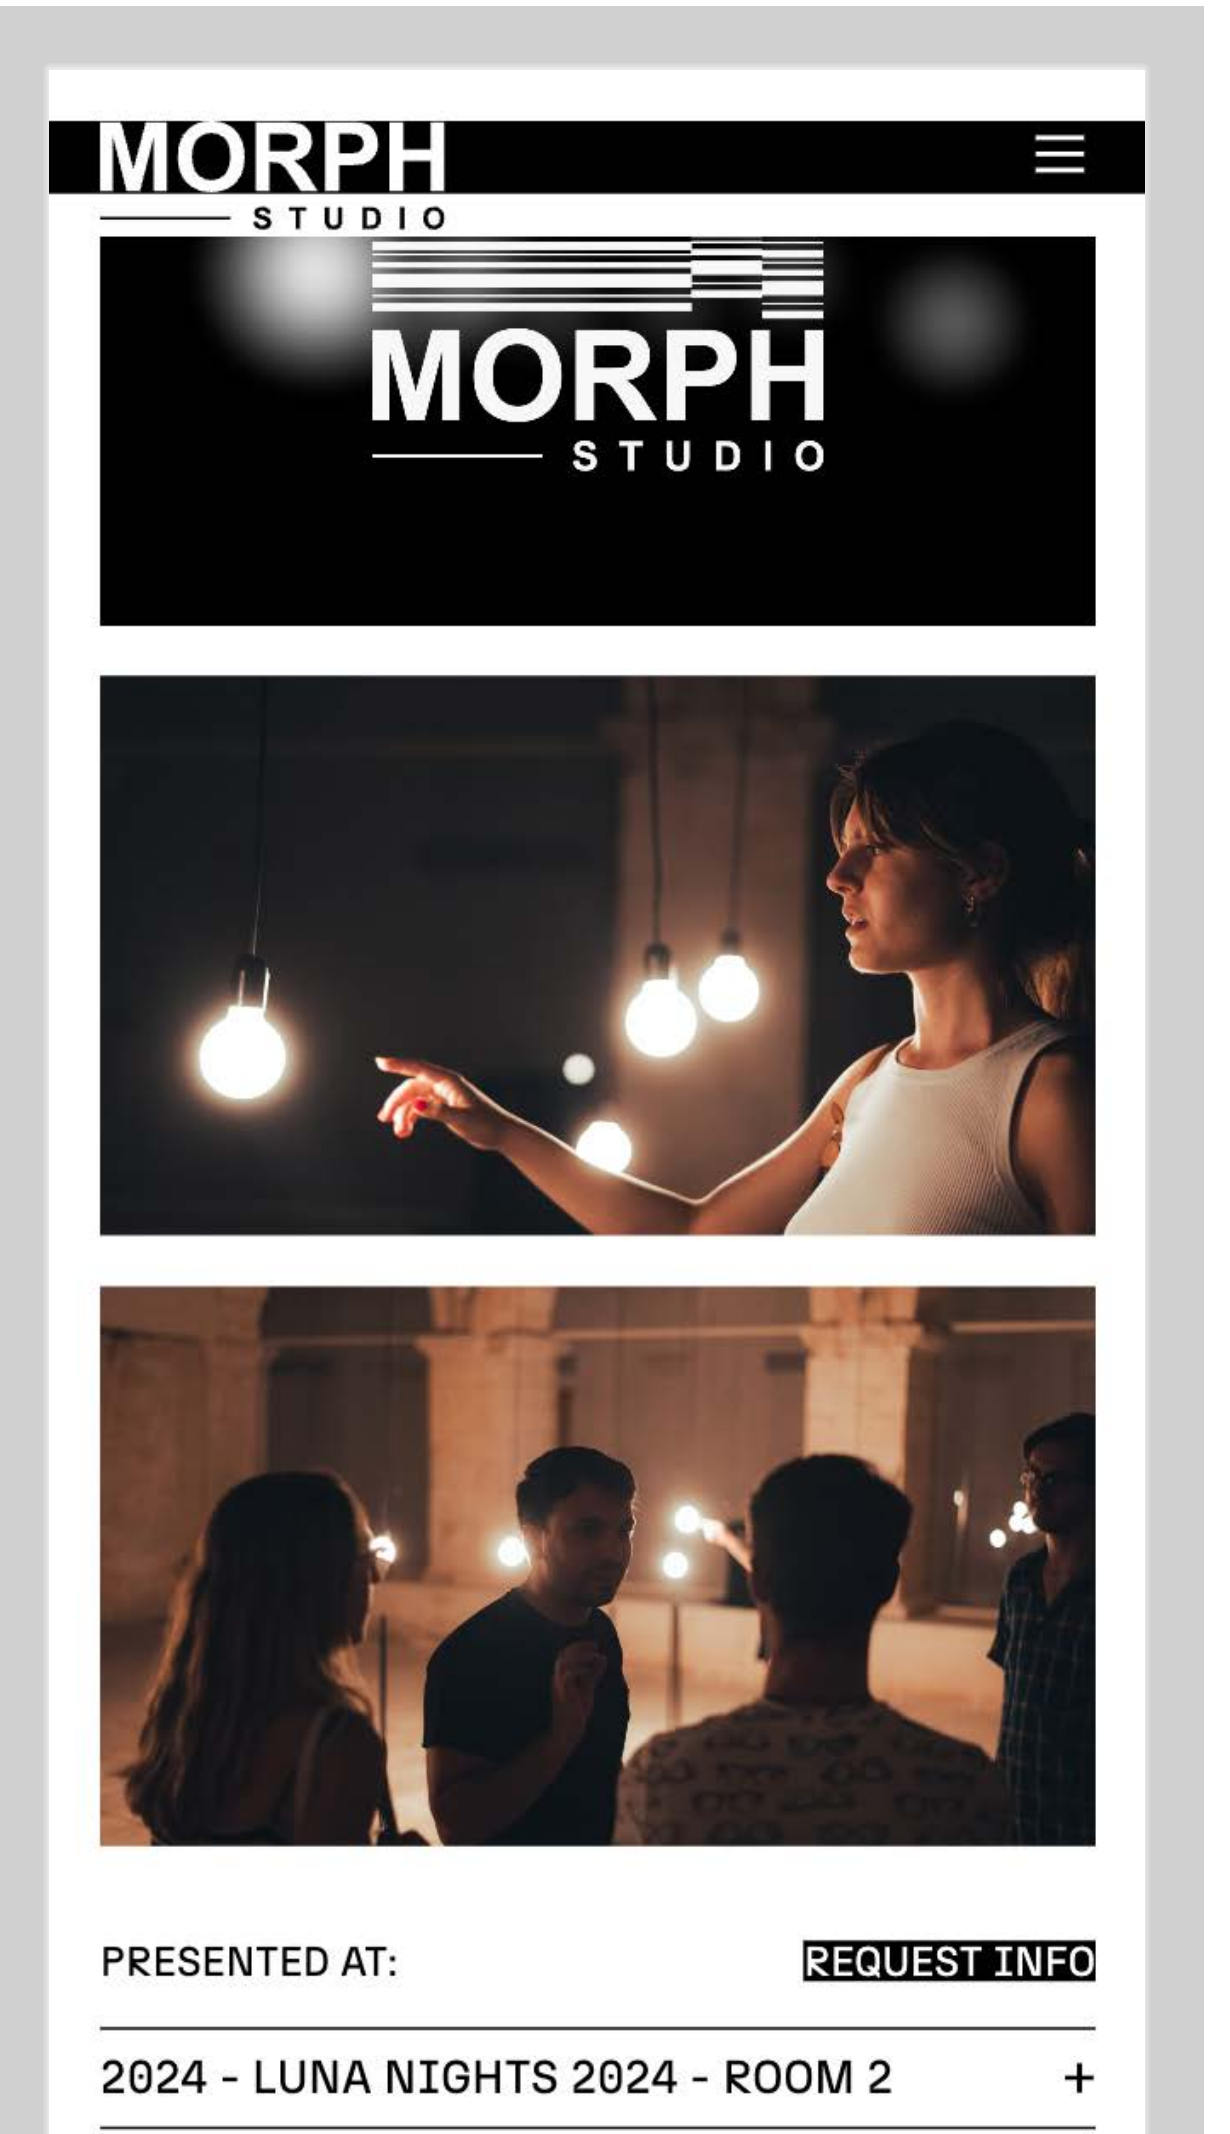 MORPH
STUDIO
MORPH
STUDIO
PRESENTED AT:
REQUEST INFO
2024 - LUNA NIGHTS 2024 - ROOM 2 +